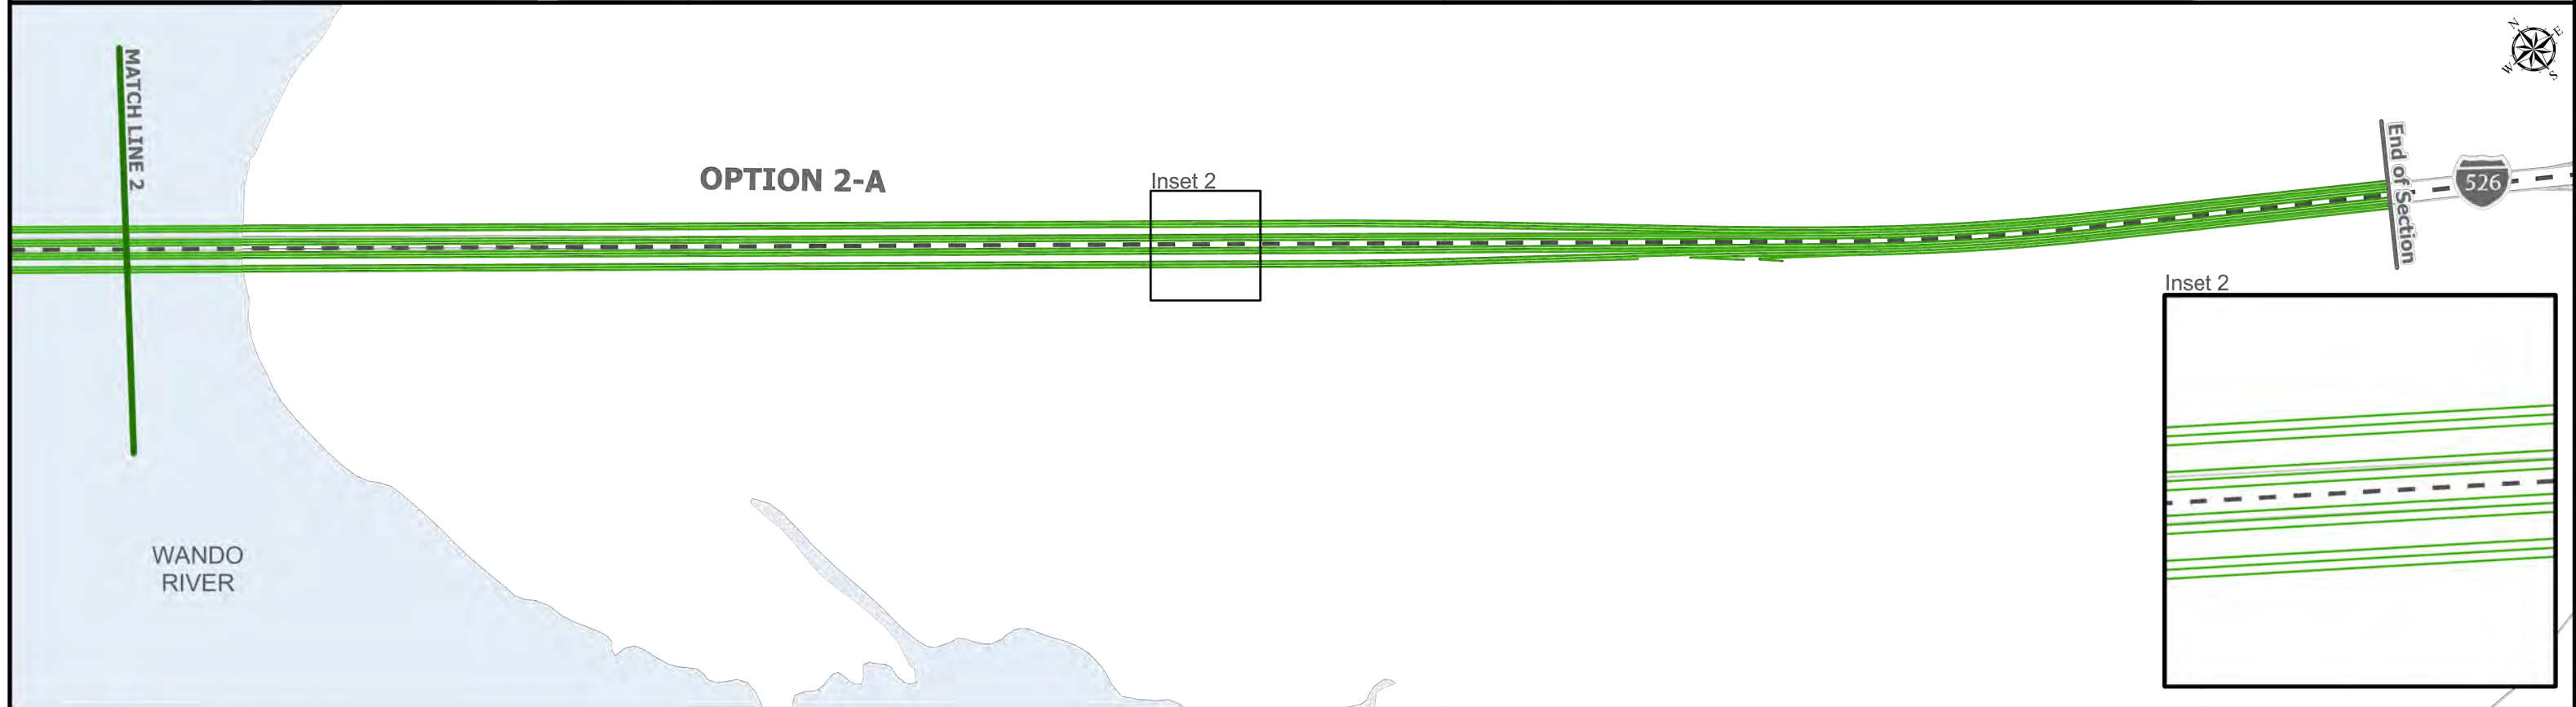 MATCH LINE 2
OPTION 2-A
Inset 2
End of Section
526
N
E
W
S
Inset 2
WANDO
RIVER